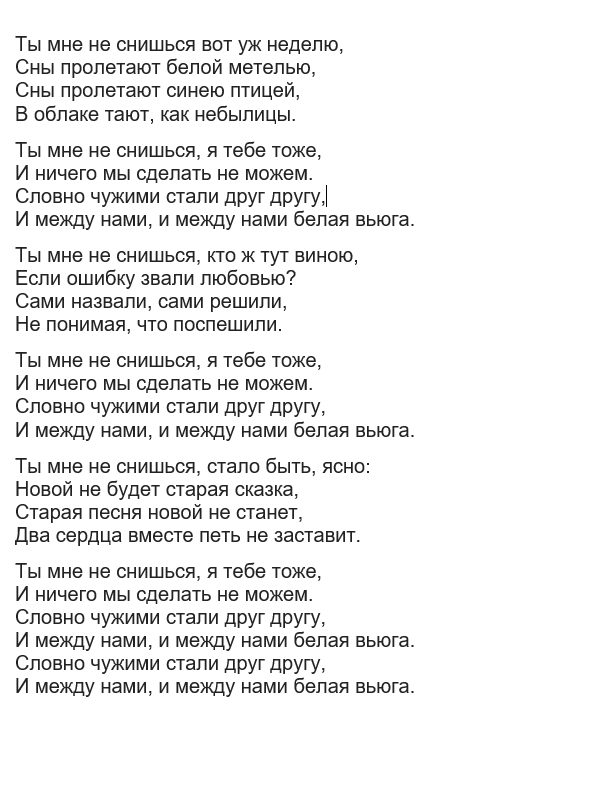 Ты мне не снишься вот уж неделю,
Сны пролетают белой метелью,
Сны пролетают синею птицей,
В облаке тают, как небылицы.
Ты мне не снишься, я тебе тоже,
И ничего мы сделать не можем.
Словно чужими стали друг другу,
И между нами, и между нами белая вьюга.
Ты мне не снишься, кто ж тут виною,
Если ошибку звали любовью?
Сами назвали, сами решили,
Не понимая, что поспешили.
Ты мне не снишься, я тебе тоже,
И ничего мы сделать не можем.
Словно чужими стали друг другу,
И между нами, и между нами белая вьюга.
Ты мне не снишься, стало быть, ясно:
Новой не будет старая сказка,
Старая песня новой не станет,
Два сердца вместе петь не заставит.
Ты мне не снишься, я тебе тоже,
И ничего мы сделать не можем.
Словно чужими стали друг другу,
И между нами, и между нами белая вьюга.
Словно чужими стали друг другу,
И между нами, и между нами белая вьюга.